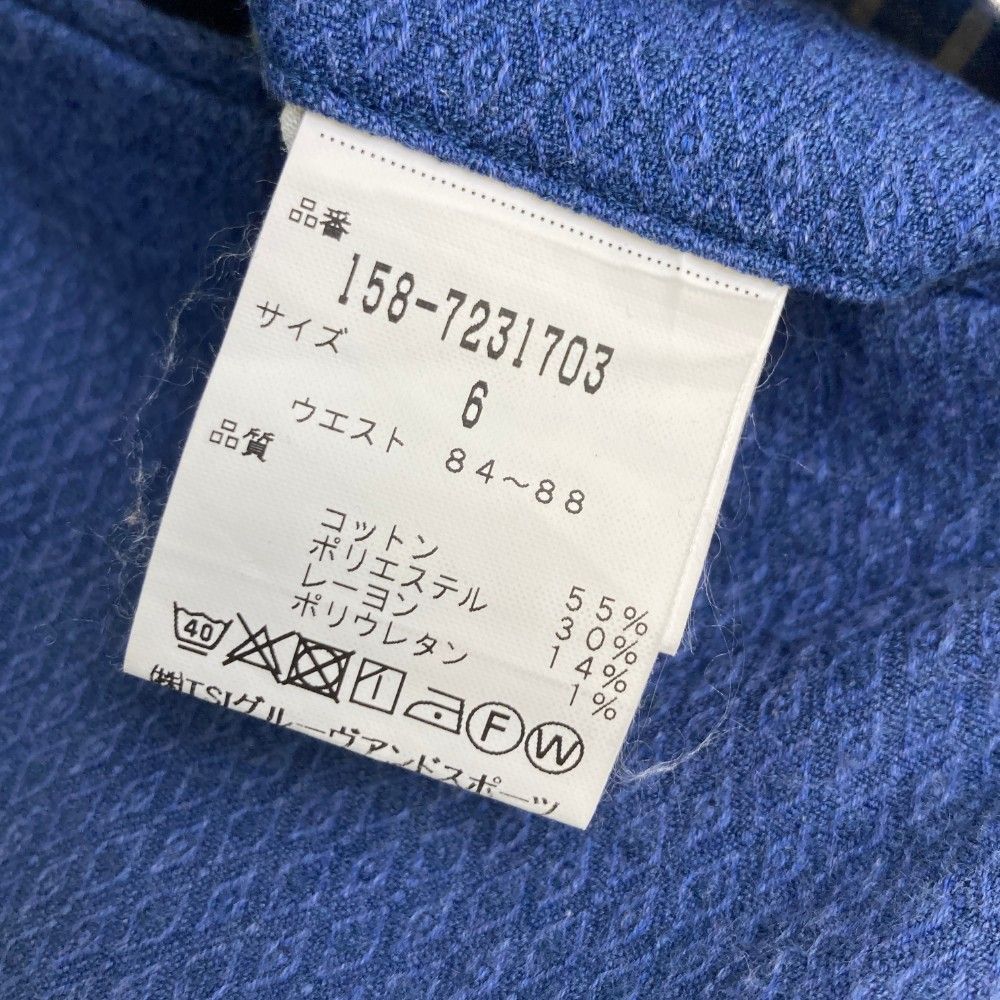 品番
158-7231703
サイズ
6
ウエスト 84～88
品質
コットン 55%
ポリエステル 30%
レーヨン 14%
ポリウレタン 1%
40 F W
㈱TSIグルーヴアンドスポーツ